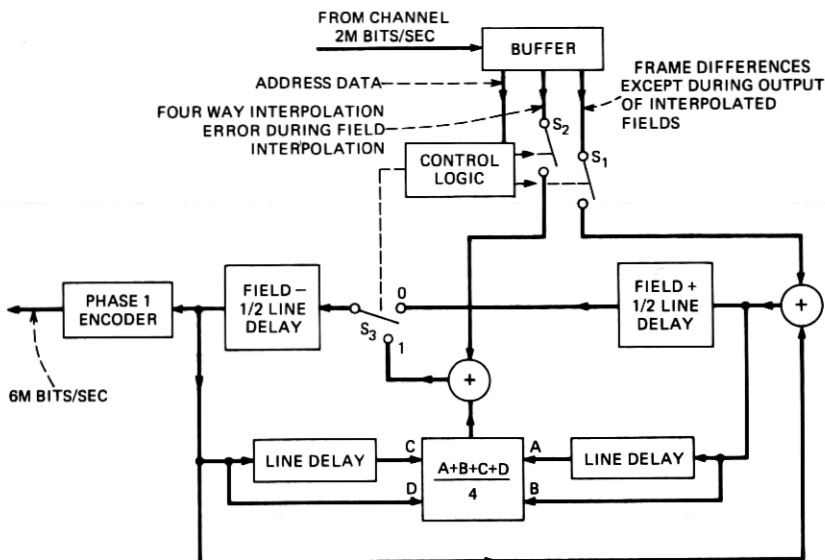 FROM CHANNEL
2M BITS/SEC
BUFFER
ADDRESS DATA
FRAME DIFFERENCES
EXCEPT DURING OUTPUT
OF INTERPOLATED
FIELDS
FOUR WAY INTERPOLATION
ERROR DURING FIELD
INTERPOLATION
S2
S1
CONTROL
LOGIC
PHASE 1
ENCODER
FIELD –
1/2 LINE
DELAY
0
S3
1
FIELD +
1/2 LINE
DELAY
+
+
6M BITS/SEC
LINE DELAY
C
D
A+B+C+D
4
A
B
LINE DELAY